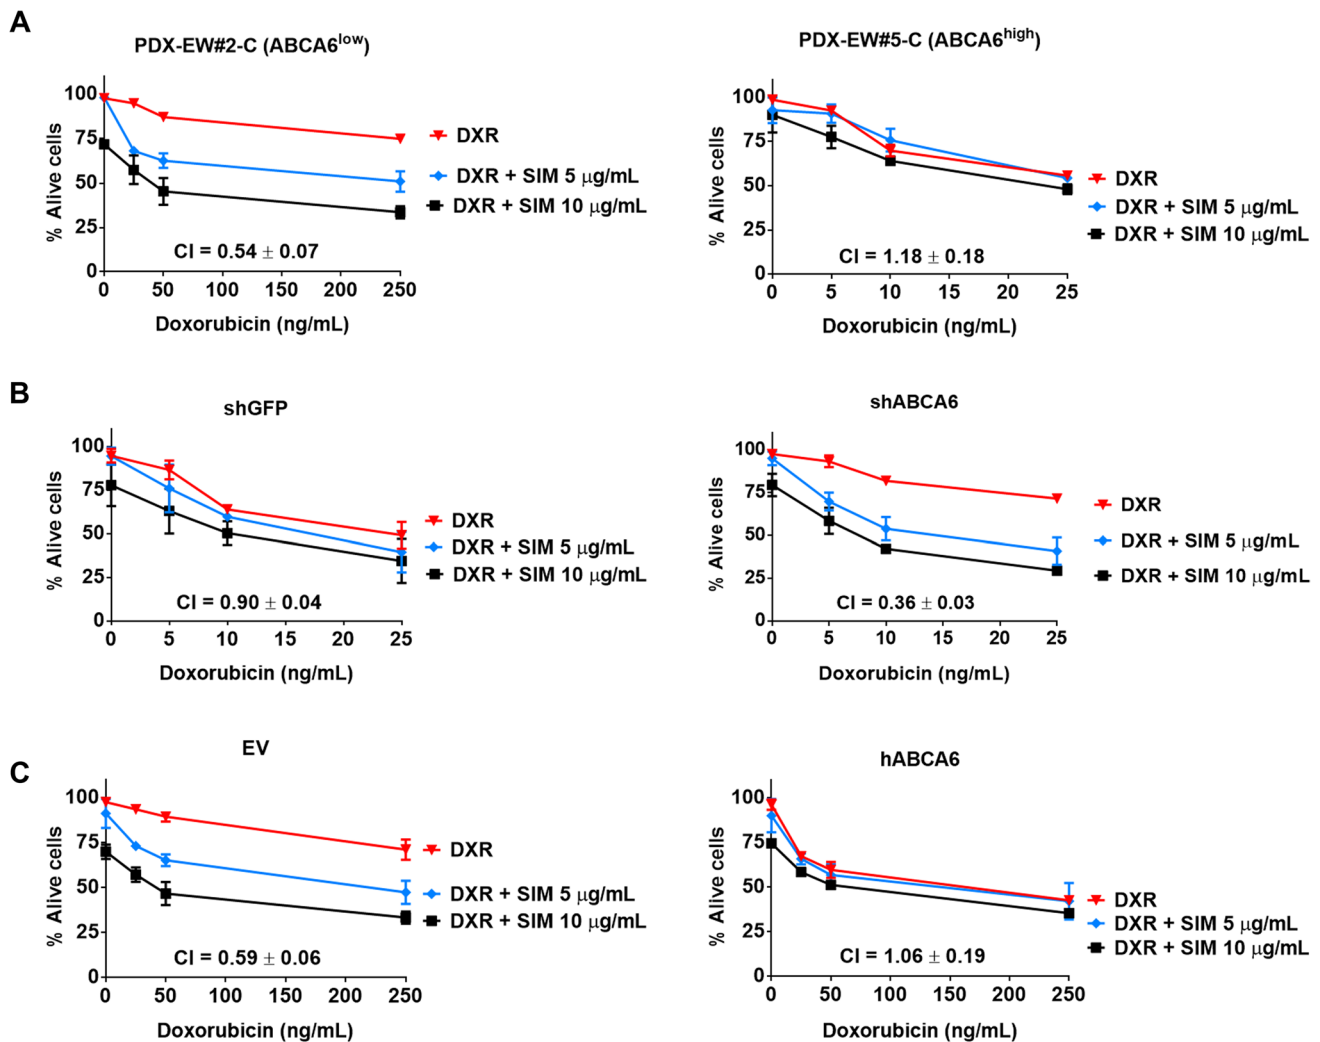 A
PDX-EW#2-C (ABCA6low)
% Alive cells
100
75
50
25
0
0 50 100 150 200 250
Doxorubicin (ng/mL)
CI = 0.54 ± 0.07
DXR
DXR + SIM 5 μg/mL
DXR + SIM 10 μg/mL
PDX-EW#5-C (ABCA6high)
% Alive cells
100
75
50
25
0
0 5 10 15 20 25
Doxorubicin (ng/mL)
CI = 1.18 ± 0.18
DXR
DXR + SIM 5 μg/mL
DXR + SIM 10 μg/mL
B
shGFP
% Alive cells
100
75
50
25
0
0 5 10 15 20 25
Doxorubicin (ng/mL)
CI = 0.90 ± 0.04
DXR
DXR + SIM 5 μg/mL
DXR + SIM 10 μg/mL
shABCA6
% Alive cells
100
75
50
25
0
0 5 10 15 20 25
Doxorubicin (ng/mL)
CI = 0.36 ± 0.03
DXR
DXR + SIM 5 μg/mL
DXR + SIM 10 μg/mL
C
EV
% Alive cells
100
75
50
25
0
0 50 100 150 200 250
Doxorubicin (ng/mL)
CI = 0.59 ± 0.06
DXR
DXR + SIM 5 μg/mL
DXR + SIM 10 μg/mL
hABCA6
% Alive cells
100
75
50
25
0
0 50 100 150 200 250
Doxorubicin (ng/mL)
CI = 1.06 ± 0.19
DXR
DXR + SIM 5 μg/mL
DXR + SIM 10 μg/mL